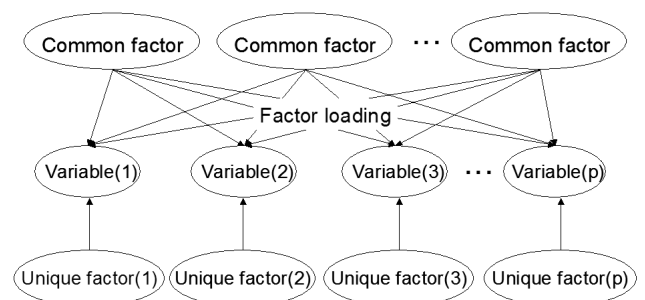 Common factor Common factor ... Common factor
Factor loading
Variable(1) Variable(2) Variable(3) ... Variable(p)
Unique factor(1) Unique factor(2) Unique factor(3) Unique factor(p)